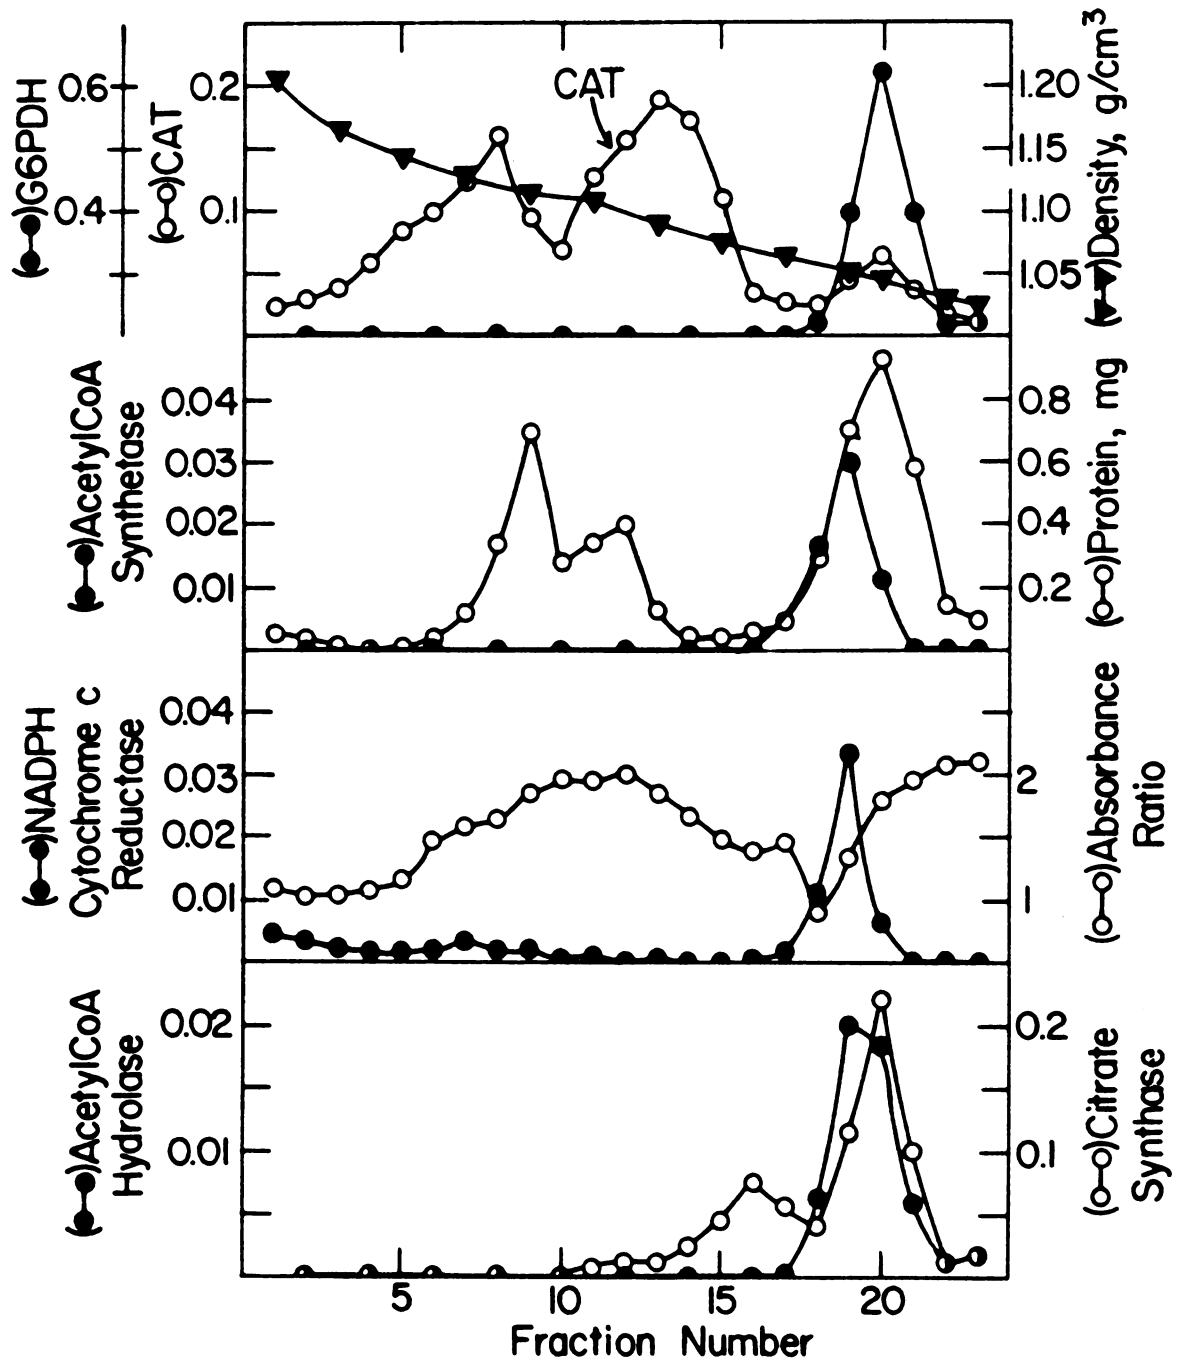 (●–●)G6PDH
0.6
0.4
(○–○)CAT
0.2
0.1
CAT
1.20
1.15
1.10
1.05
(▼–▼)Density, g/cm³
(●–●)AcetylCoA
Synthetase
0.04
0.03
0.02
0.01
0.8
0.6
0.4
0.2
(○–○)Protein, mg
(●–●)NADPH
Cytochrome c
Reductase
0.04
0.03
0.02
0.01
2
1
(○–○)Absorbance
Ratio
(●–●)AcetylCoA
Hydrolase
0.02
0.01
0.2
0.1
(○–○)Citrate
Synthase
5
10
15
20
Fraction Number